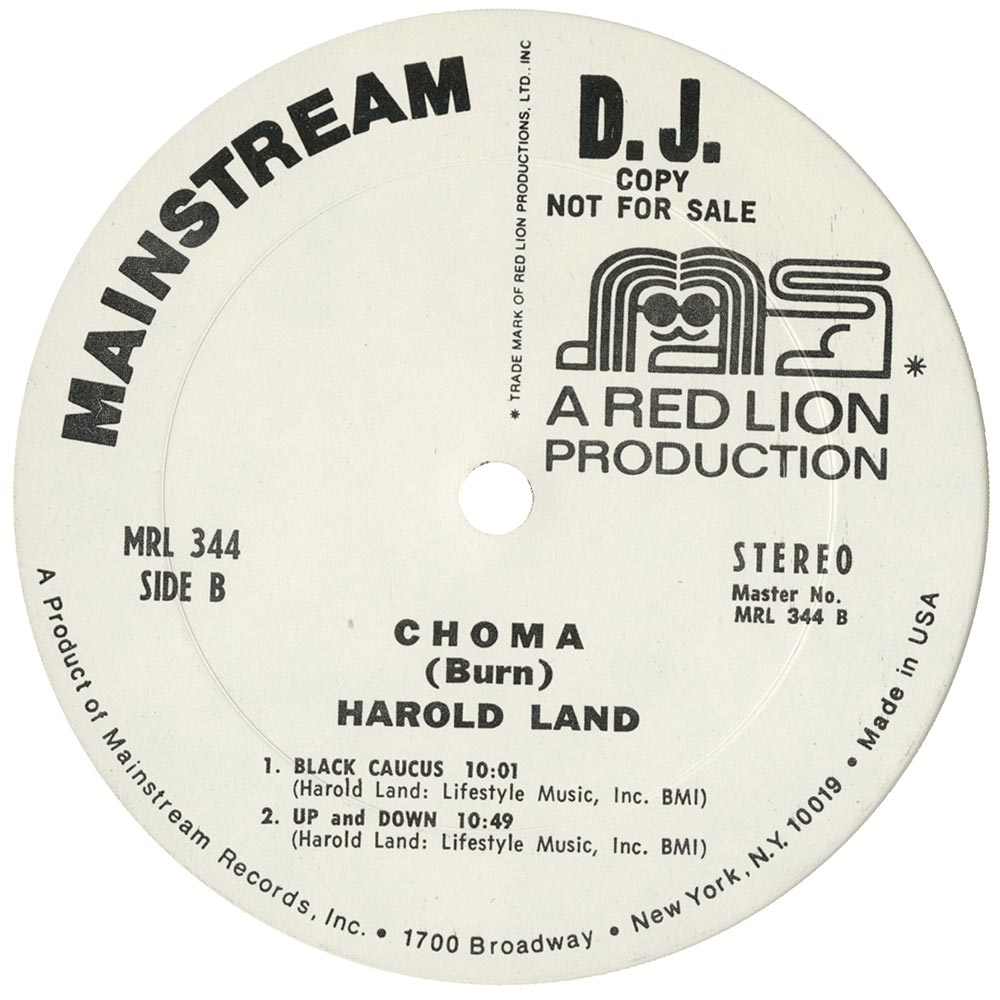 MAINSTREAM
* TRADE MARK OF RED LION PRODUCTIONS, LTD., INC
D.J.
COPY
NOT FOR SALE
*
A RED LION
PRODUCTION
MRL 344
SIDE B
STEREO
Master No.
MRL 344 B
CHOMA
(Burn)
HAROLD LAND
1. BLACK CAUCUS 10:01
(Harold Land: Lifestyle Music, Inc. BMI)
2. UP and DOWN 10:49
(Harold Land: Lifestyle Music, Inc. BMI)
A Product of Mainstream Records, Inc. • 1700 Broadway • New York, N.Y. 10019 • Made in USA